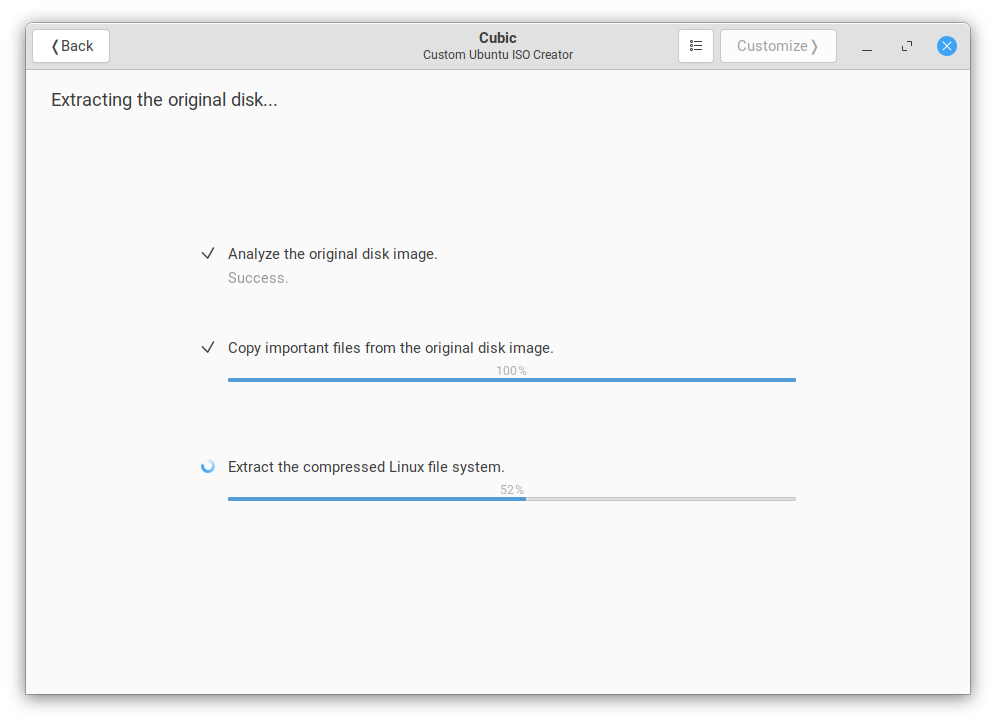 ❬Back
Cubic
Custom Ubuntu ISO Creator
Customize❭
Extracting the original disk...
Analyze the original disk image.
Success.
Copy important files from the original disk image.
100%
Extract the compressed Linux file system.
52%